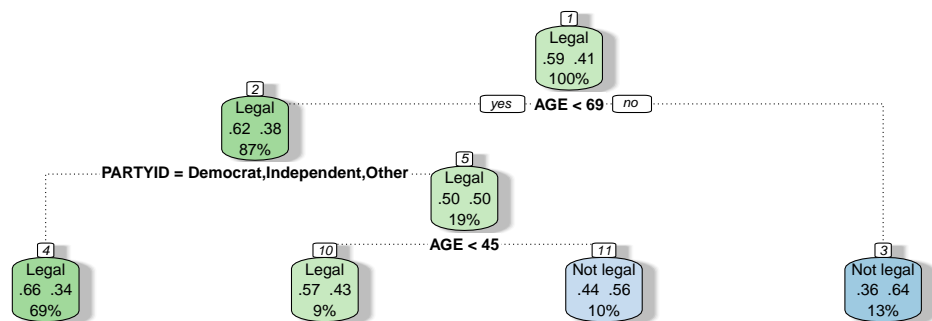 1
Legal
.59 .41
100%
yes AGE < 69 no
2
Legal
.62 .38
87%
PARTYID = Democrat,Independent,Other
5
Legal
.50 .50
19%
AGE < 45
4
Legal
.66 .34
69%
10
Legal
.57 .43
9%
11
Not legal
.44 .56
10%
3
Not legal
.36 .64
13%